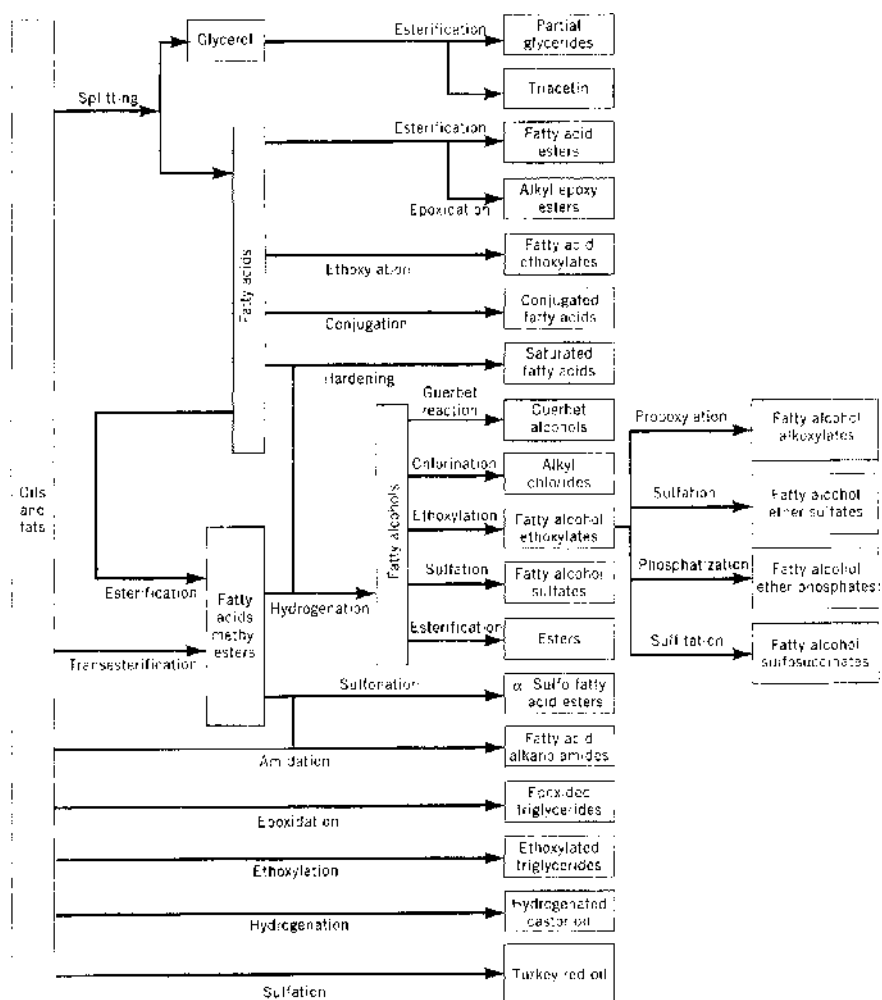 Glycerol
Esterification
Partial
glycerides
Splitting
Triacetin
Esterification
Fatty acid
esters
Epoxication
Alkyl epoxy
esters
Fatty acids
Ethoxylation
Fatty acid
ethoxylates
Conjugation
Conjugated
fatty acids
Hardening
Saturated
fatty acids
Oils
and
fats
Fatty alcohols
Guerbet
reaction
Guerbet
alcohols
Chlorination
Alkyl
chlorides
Ethoxylation
Fatty alcohol
ethoxylates
Sulfation
Fatty alcohol
sulfates
Esterification
Esters
Propoxylation
Fatty alcohol
alkoxylates
Sulfation
Fatty alcohol
ether sulfates
Phosphatization
Fatty alcohol
ether phosphates
Sulfitation
Fatty alcohol
sulfosuccinates
Esterification
Fatty
acids
methy
esters
Hydrogenation
Transesterification
Sulfonation
α Sulfo fatty
acid esters
Amidation
Fatty acid
alkanolamides
Epoxidation
Epoxided
triglycerides
Ethoxylation
Ethoxylated
triglycerides
Hydrogenation
Hydrogenated
castor oil
Sulfation
Turkey red oil